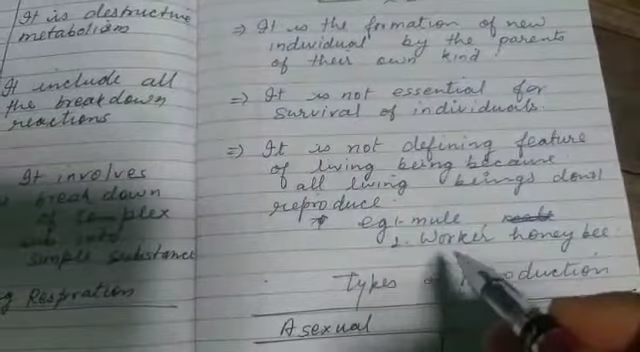 It is destructive
metabolism
It include all
the breakdown
reactions
It involves
break down
of complex
into
simple substance
Respration
⇒ It is the formation of new
individual by the parents
of their own kind.
⇒ It is not essential for
survival of individuals.
⇒ It is not defining feature
of living being because
all living beings don't
reproduce.
eg:- mule
2. Worker honey bee.
Types
Asexual